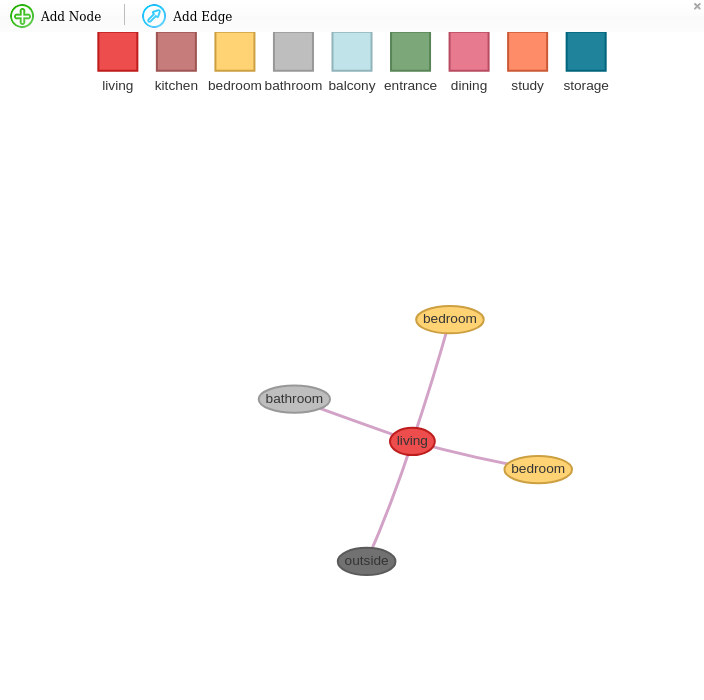 Add Node Add Edge
living kitchen bedroom bathroom balcony entrance dining study storage
bedroom
bathroom
living
bedroom
outside